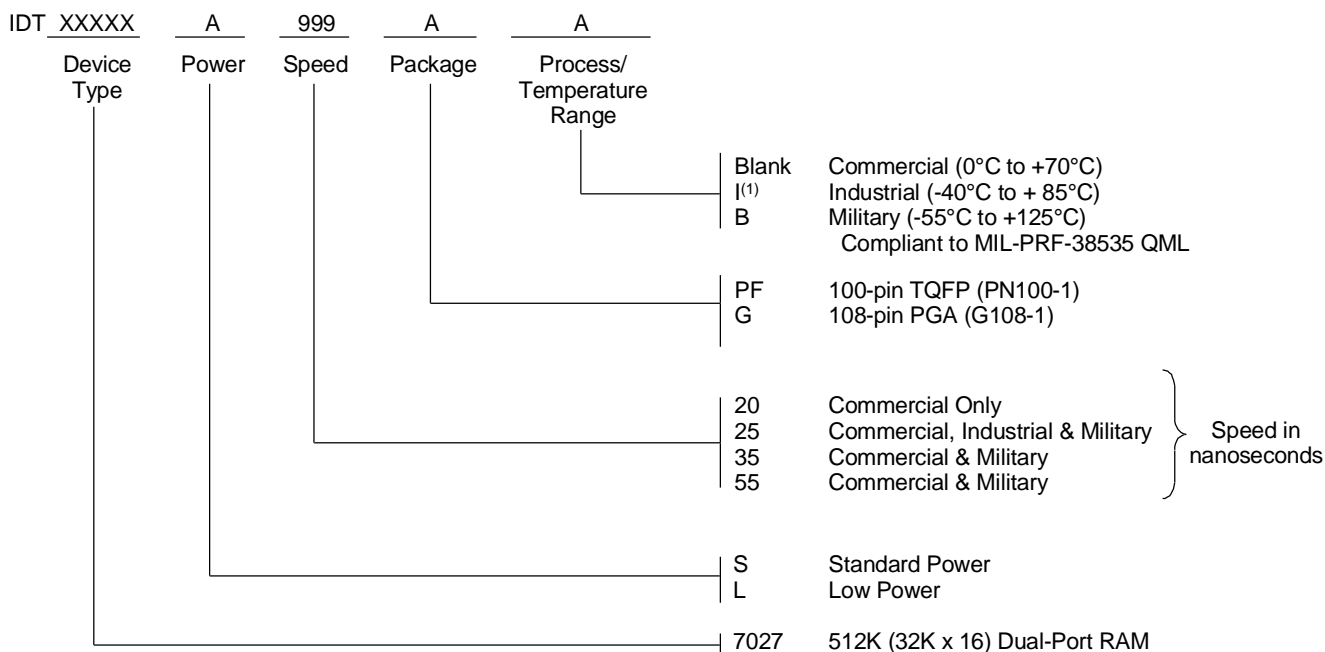 IDT XXXXX A 999 A A
Device Type
Power
Speed
Package
Process/ Temperature Range
Blank Commercial (0°C to +70°C)
I(1) Industrial (-40°C to + 85°C)
B Military (-55°C to +125°C)
Compliant to MIL-PRF-38535 QML
PF 100-pin TQFP (PN100-1)
G 108-pin PGA (G108-1)
20 Commercial Only
25 Commercial, Industrial & Military
35 Commercial & Military
55 Commercial & Military
Speed in
nanoseconds
S Standard Power
L Low Power
7027 512K (32K x 16) Dual-Port RAM